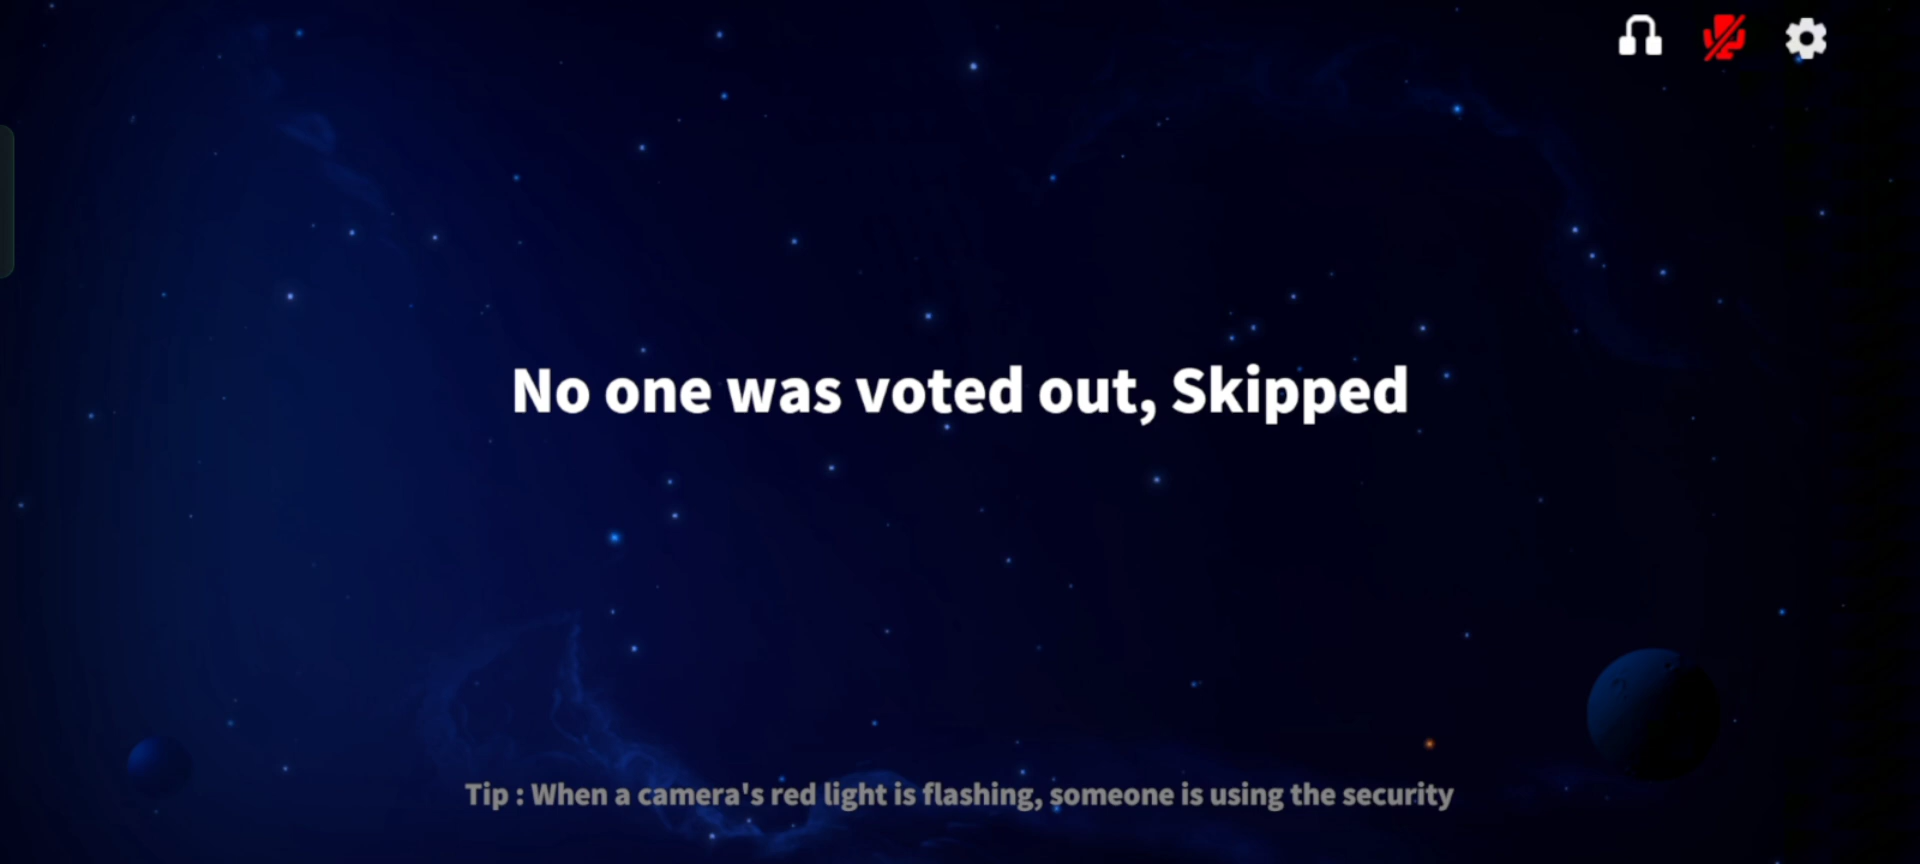 No one was voted out, Skipped
Tip : When a camera's red light is flashing, someone is using the security